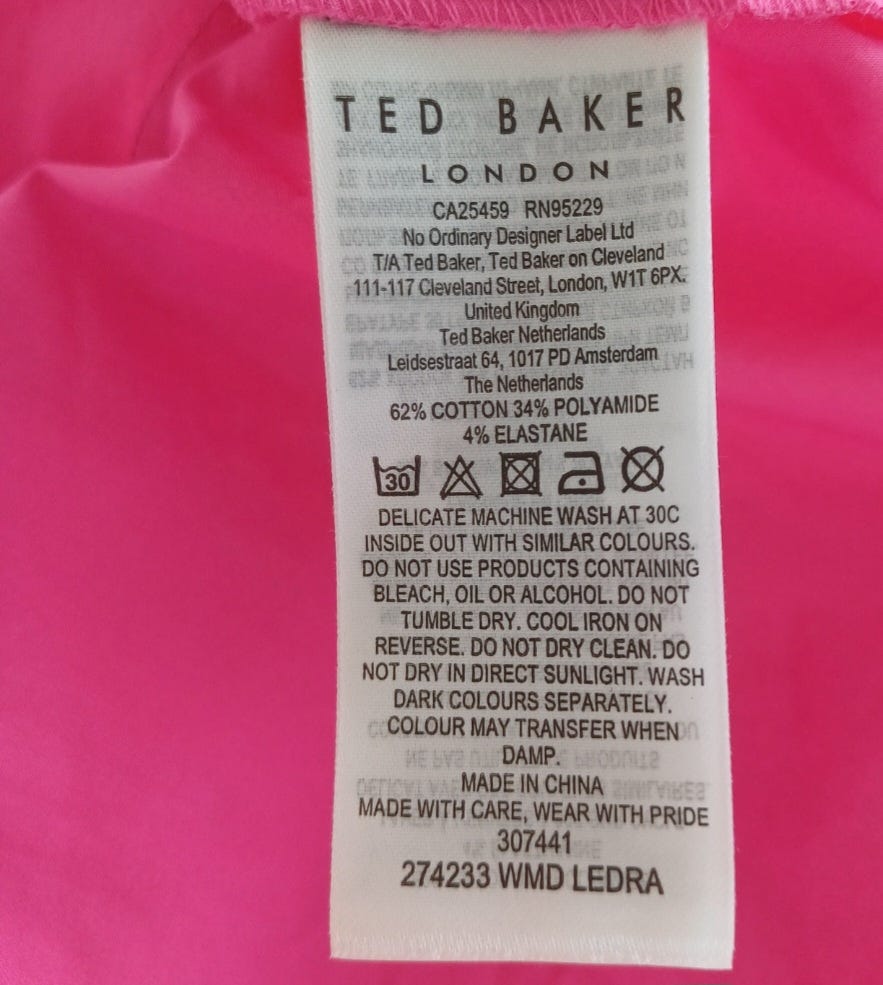 TED BAKER
LONDON
CA25459 RN95229
No Ordinary Designer Label Ltd
T/A Ted Baker, Ted Baker on Cleveland
111-117 Cleveland Street, London, W1T 6PX.
United Kingdom
Ted Baker Netherlands
Leidsestraat 64, 1017 PD Amsterdam
The Netherlands
62% COTTON 34% POLYAMIDE
4% ELASTANE
30
DELICATE MACHINE WASH AT 30C
INSIDE OUT WITH SIMILAR COLOURS.
DO NOT USE PRODUCTS CONTAINING
BLEACH, OIL OR ALCOHOL. DO NOT
TUMBLE DRY. COOL IRON ON
REVERSE. DO NOT DRY CLEAN. DO
NOT DRY IN DIRECT SUNLIGHT. WASH
DARK COLOURS SEPARATELY.
COLOUR MAY TRANSFER WHEN
DAMP.
MADE IN CHINA
MADE WITH CARE, WEAR WITH PRIDE
307441
274233 WMD LEDRA